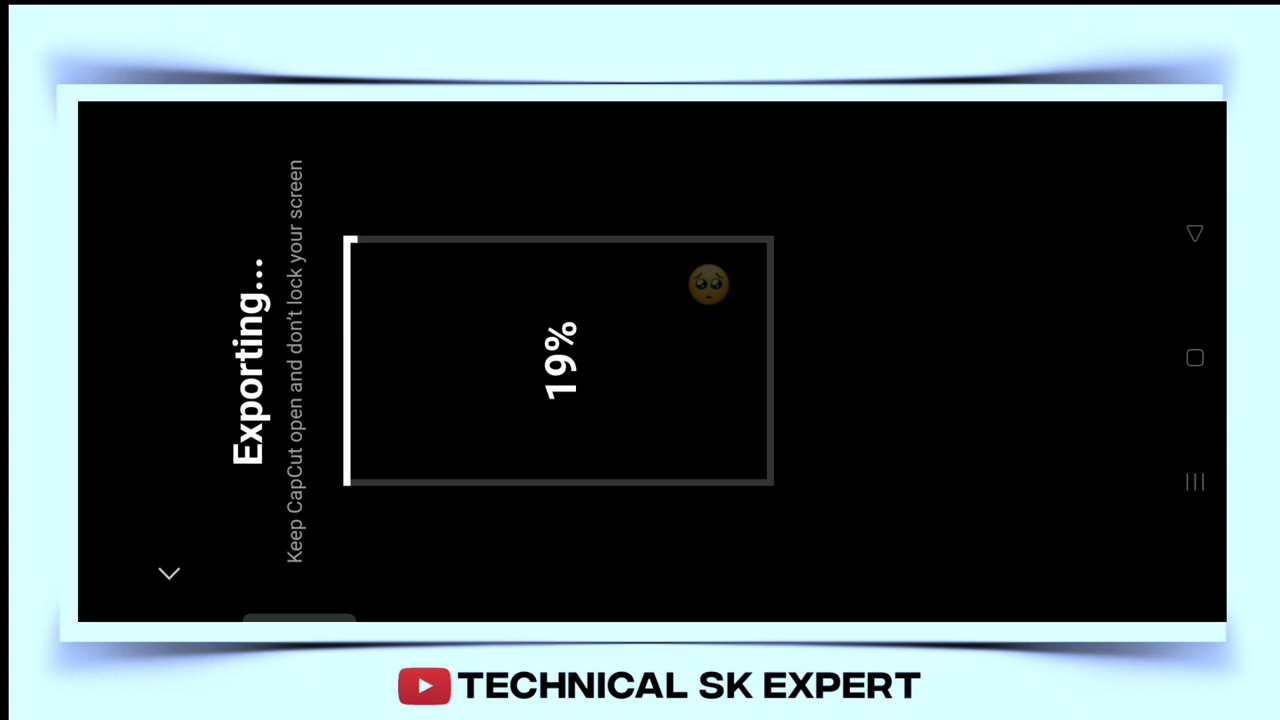 Exporting...
Keep CapCut open and don't lock your screen
19%
TECHNICAL SK EXPERT